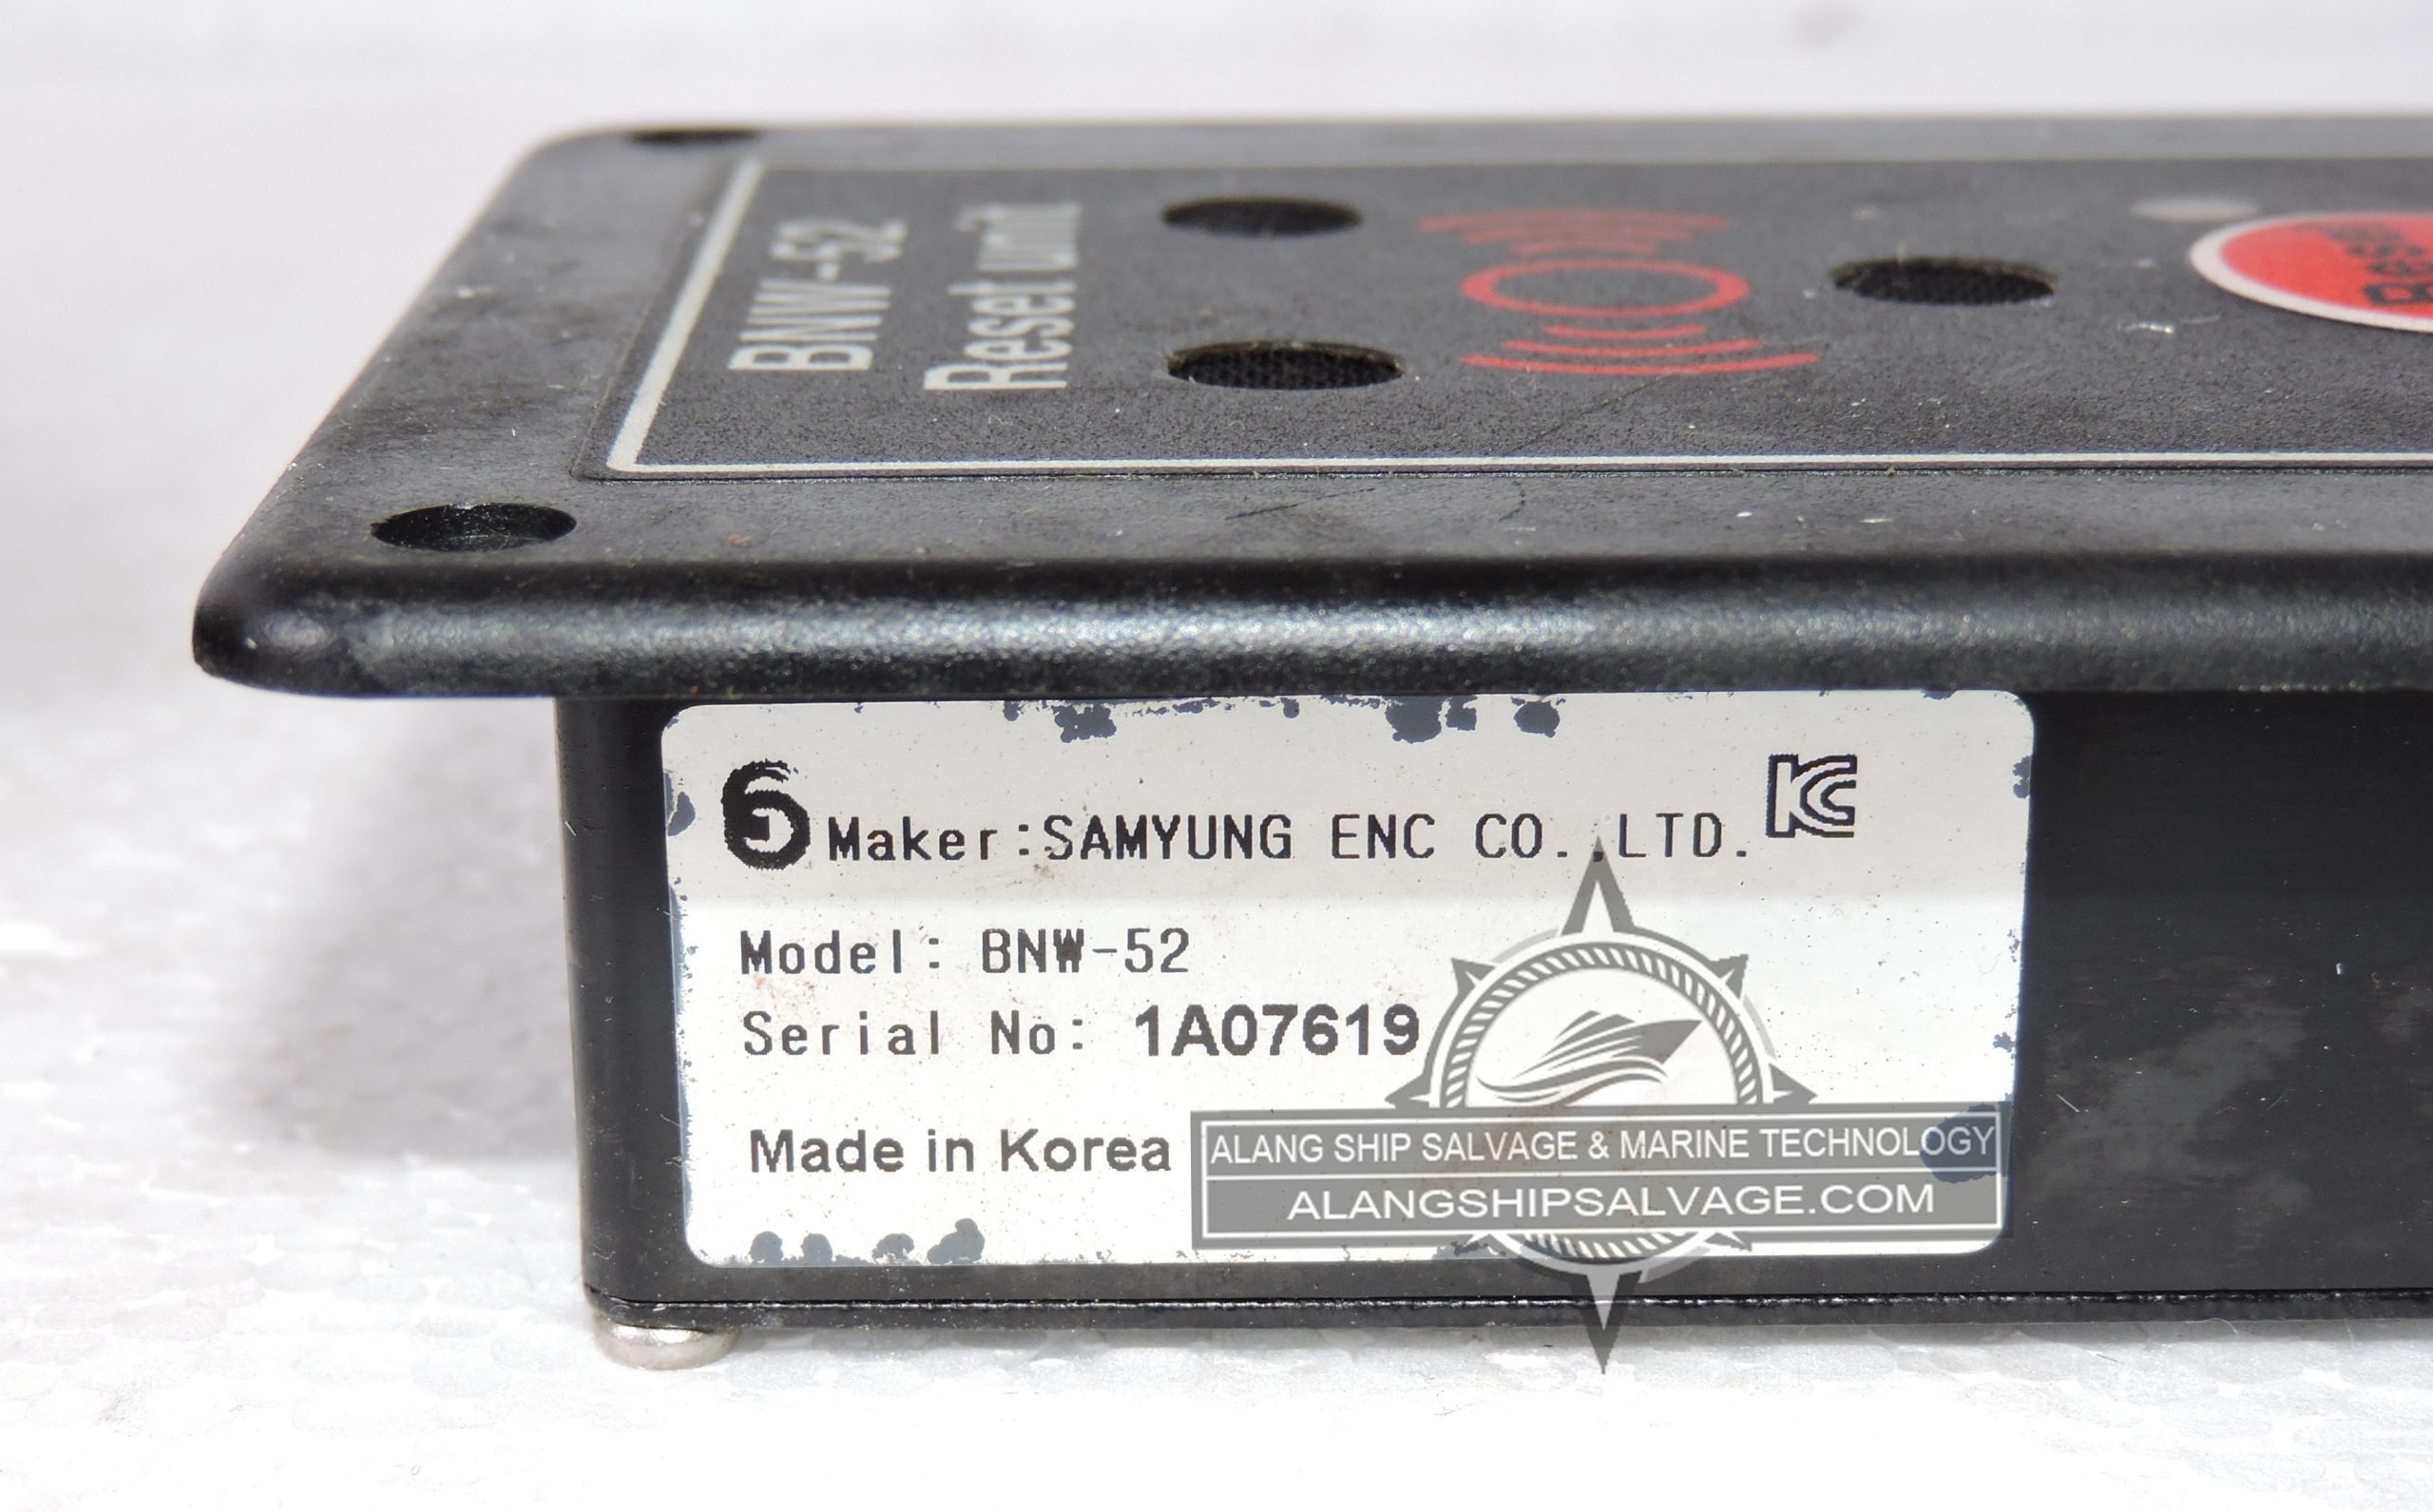 BNW-52
Reset unit
Reset
Maker:SAMYUNG ENC CO.,LTD.
Model: BNW-52
Serial No: 1A07619
Made in Korea
ALANG SHIP SALVAGE & MARINE TECHNOLOGY
ALANGSHIPSALVAGE.COM